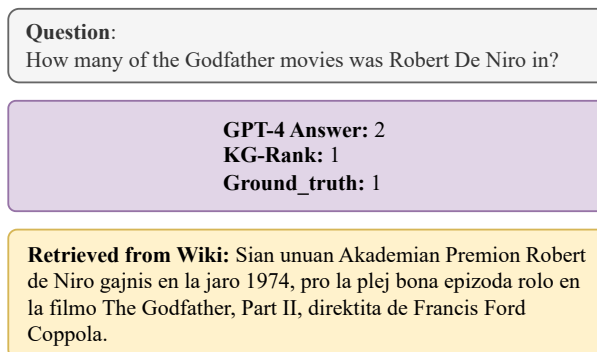 Question:
How many of the Godfather movies was Robert De Niro in?
GPT-4 Answer: 2
KG-Rank: 1
Ground_truth: 1
Retrieved from Wiki: Sian unuan Akademian Premion Robert
de Niro gajnis en la jaro 1974, pro la plej bona epizoda rolo en
la filmo The Godfather, Part II, direktita de Francis Ford
Coppola.